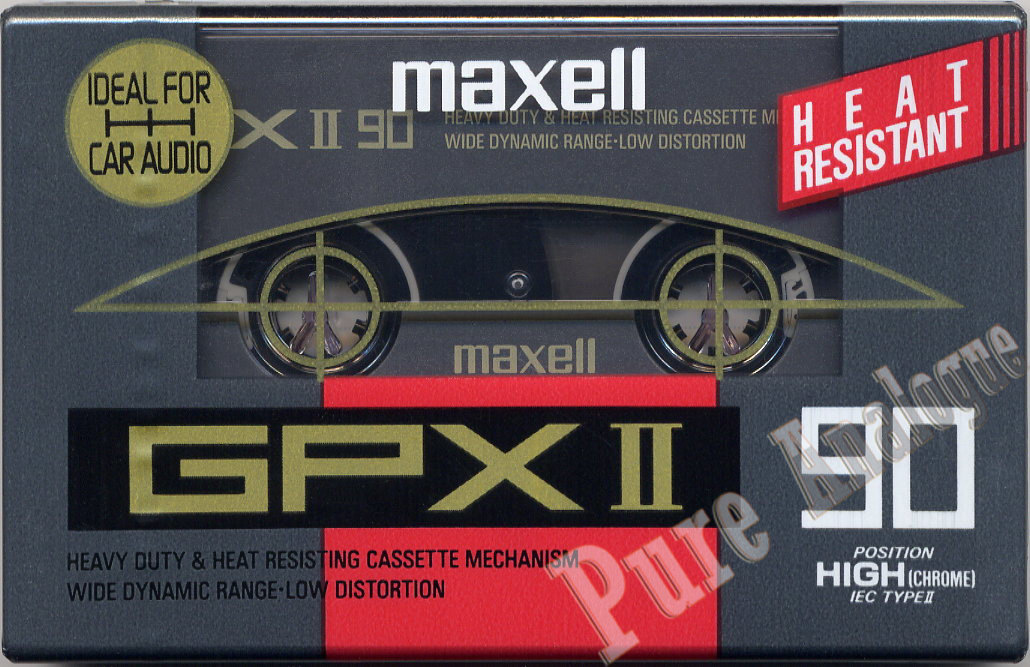 IDEAL FOR
CAR AUDIO
maxell
HEAT
RESISTANT
X II 90
HEAVY DUTY & HEAT RESISTING CASSETTE M
WIDE DYNAMIC RANGE·LOW DISTORTION
maxell
GPX II
90
HEAVY DUTY & HEAT RESISTING CASSETTE MECHANISM
WIDE DYNAMIC RANGE·LOW DISTORTION
POSITION
HIGH (CHROME)
IEC TYPE II
Pure Analogue